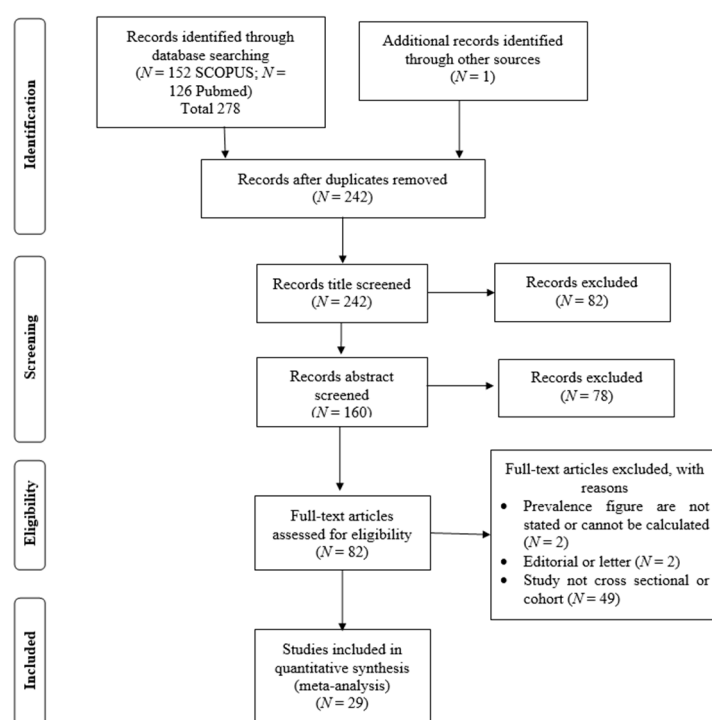 Identification
Records identified through
database searching
(N = 152 SCOPUS; N =
126 Pubmed)
Total 278
Additional records identified
through other sources
(N = 1)
Records after duplicates removed
(N = 242)
Screening
Records title screened
(N = 242)
Records excluded
(N = 82)
Records abstract
screened
(N = 160)
Records excluded
(N = 78)
Eligibility
Full-text articles
assessed for eligibility
(N = 82)
Full-text articles excluded, with
reasons
• Prevalence figure are not
stated or cannot be calculated
(N = 2)
• Editorial or letter (N = 2)
• Study not cross sectional or
cohort (N = 49)
Included
Studies included in
quantitative synthesis
(meta-analysis)
(N = 29)